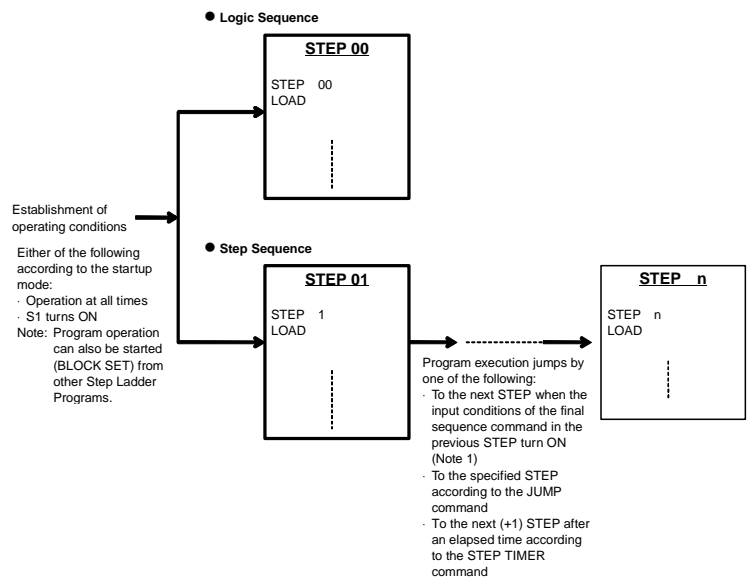 ● Logic Sequence
STEP 00
STEP 00
LOAD
Establishment of
operating conditions
Either of the following
according to the startup
mode:
· Operation at all times
· S1 turns ON
Note: Program operation
can also be started
(BLOCK SET) from
other Step Ladder
Programs.
● Step Sequence
STEP 01
STEP 1
LOAD
Program execution jumps by
one of the following:
· To the next STEP when the
input conditions of the final
sequence command in the
previous STEP turn ON
(Note 1)
· To the specified STEP
according to the JUMP
command
· To the next (+1) STEP after
an elapsed time according
to the STEP TIMER
command
STEP n
STEP n
LOAD